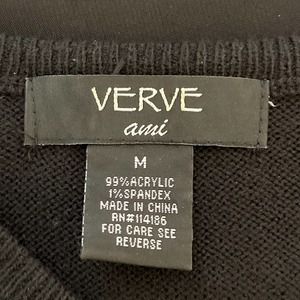 VERVE
ami
M
99%ACRYLIC
1%SPANDEX
MADE IN CHINA
RN#114186
FOR CARE SEE
REVERSE